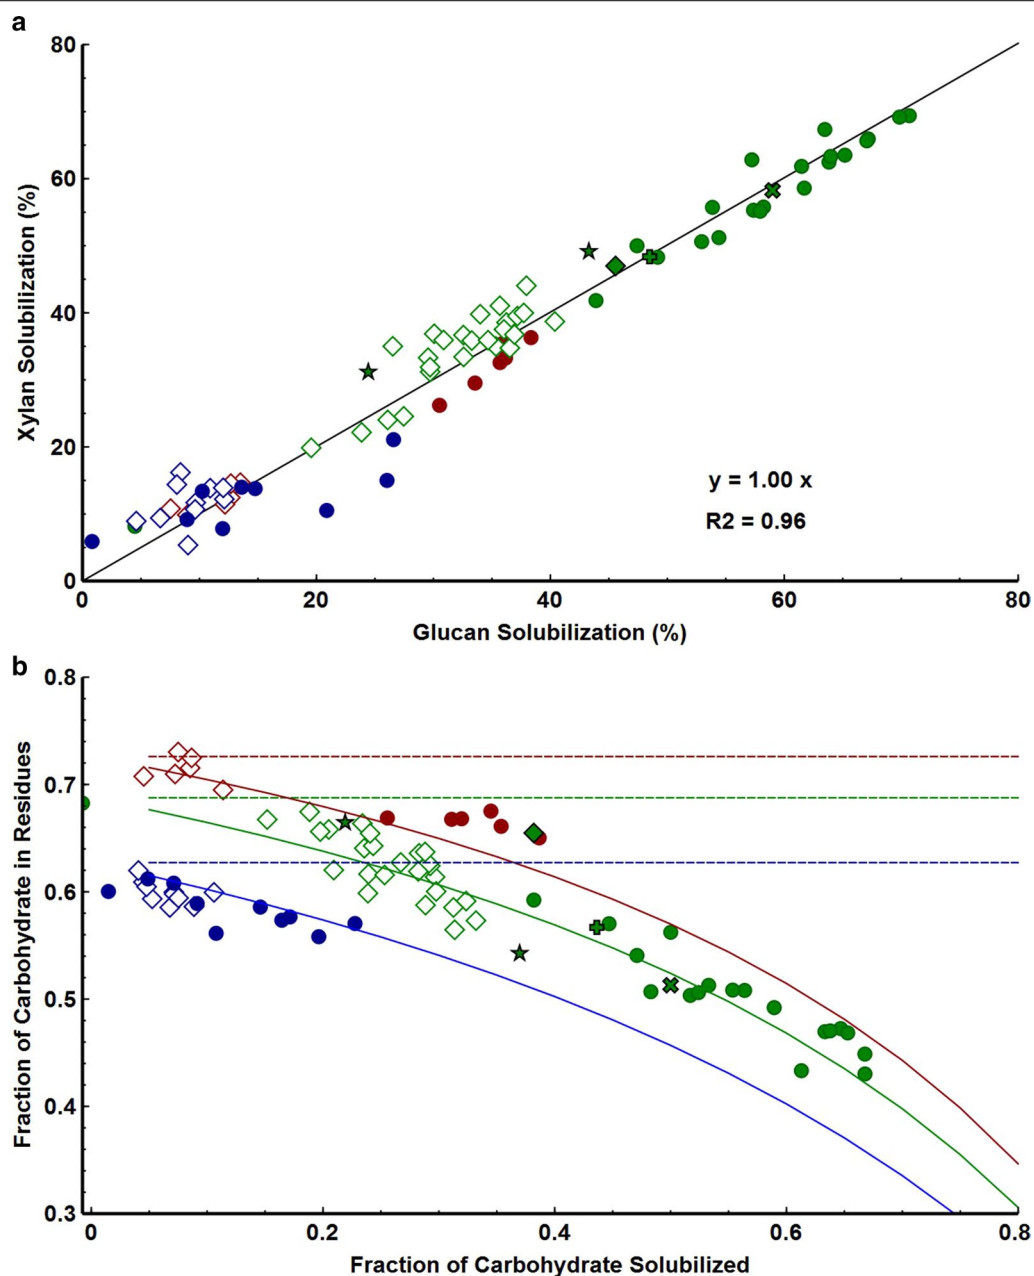 a
80
60
40
20
0
Xylan Solubilization (%)
y = 1.00 x
R2 = 0.96
0 20 40 60 80
Glucan Solubilization (%)
b
0.8
0.7
0.6
0.5
0.4
0.3
Fraction of Carbohydrate in Residues
0 0.2 0.4 0.6 0.8
Fraction of Carbohydrate Solubilized